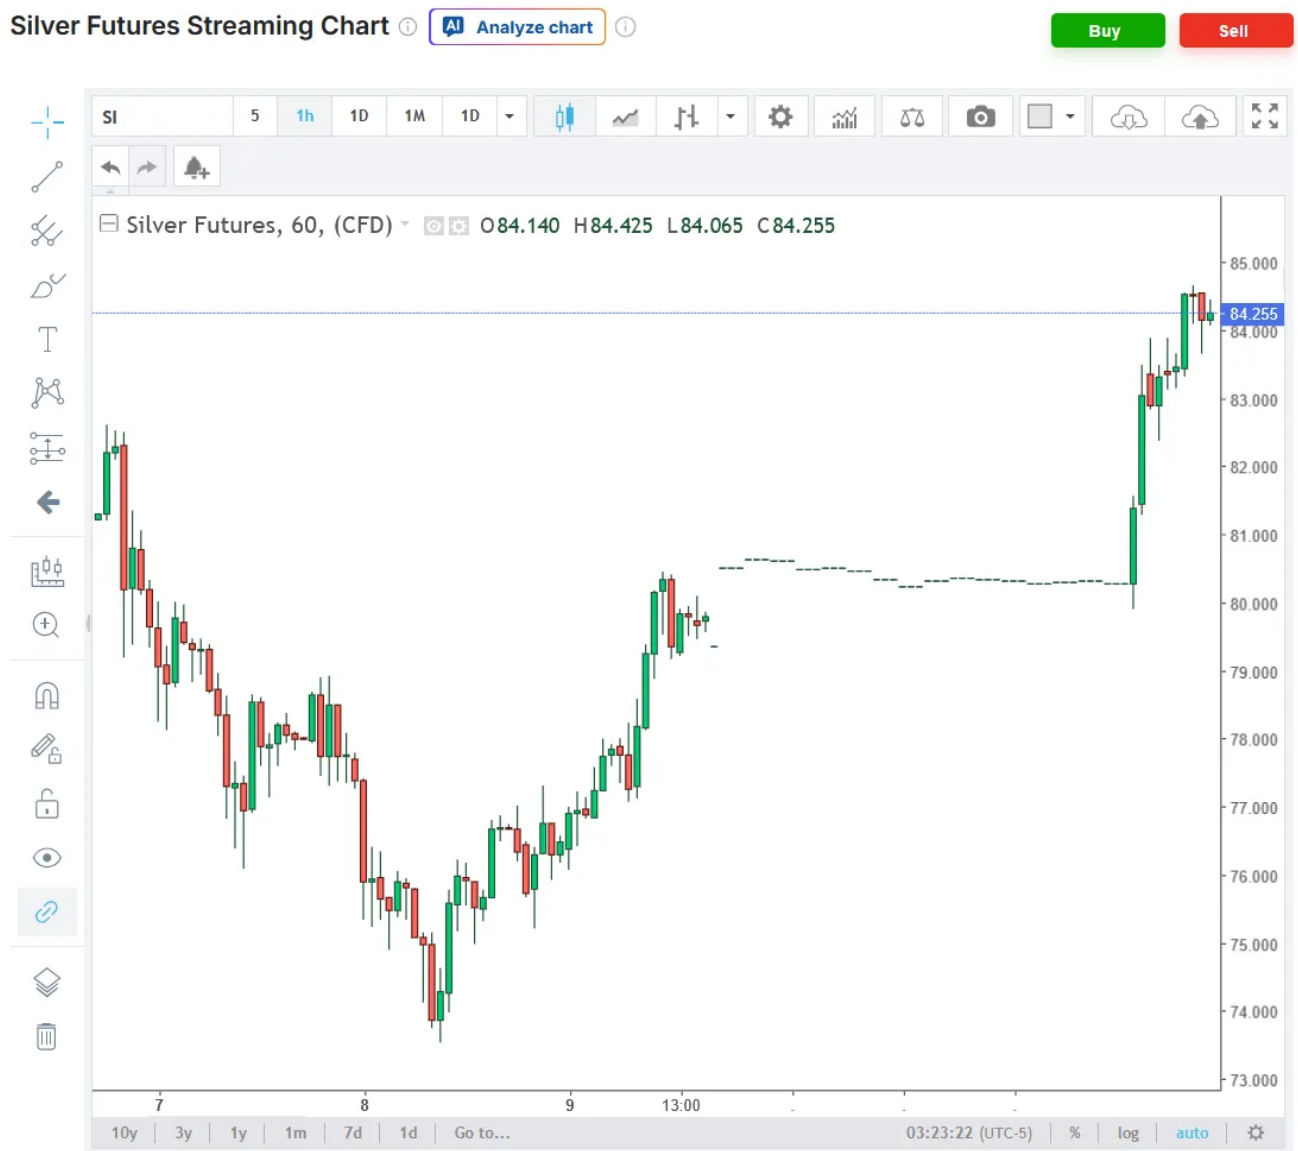 Silver Futures Streaming Chart AI Analyze chart Buy Sell
SI 5 1h 1D 1M 1D
Silver Futures, 60, (CFD) O84.140 H84.425 L84.065 C84.255
85.000
84.255
84.000
83.000
82.000
81.000
80.000
79.000
78.000
77.000
76.000
75.000
74.000
73.000
7 8 9 13:00
10y 3y 1y 1m 7d 1d Go to... 03:23:22 (UTC-5) % log auto